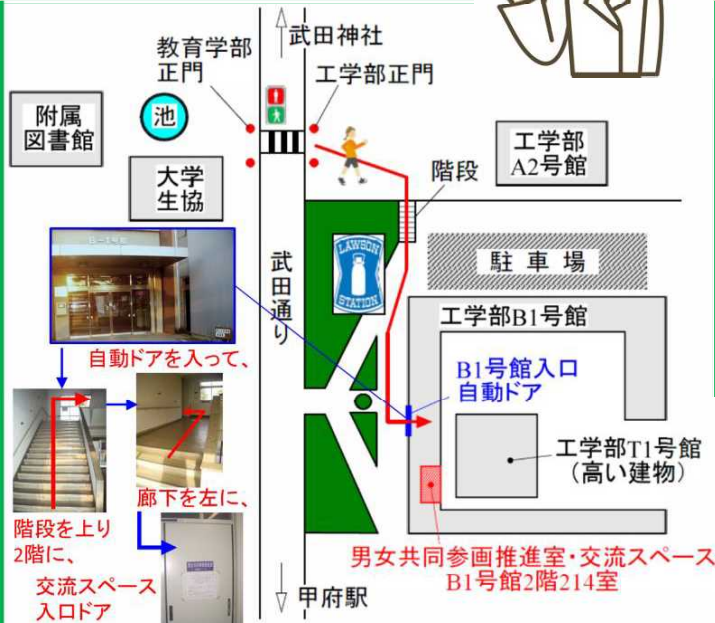 武田神社
教育学部
正門
工学部正門
附属
図書館
池
大学
生協
工学部
A2号館
階段
LAWSON
STATION
駐車場
武田通り
工学部B1号館
自動ドアを入って、
B1号館入口
自動ドア
工学部T1号館
(高い建物)
廊下を左に、
階段を上り
2階に、
交流スペース
入口ドア
男女共同参画推進室・交流スペース
B1号館2階214室
甲府駅